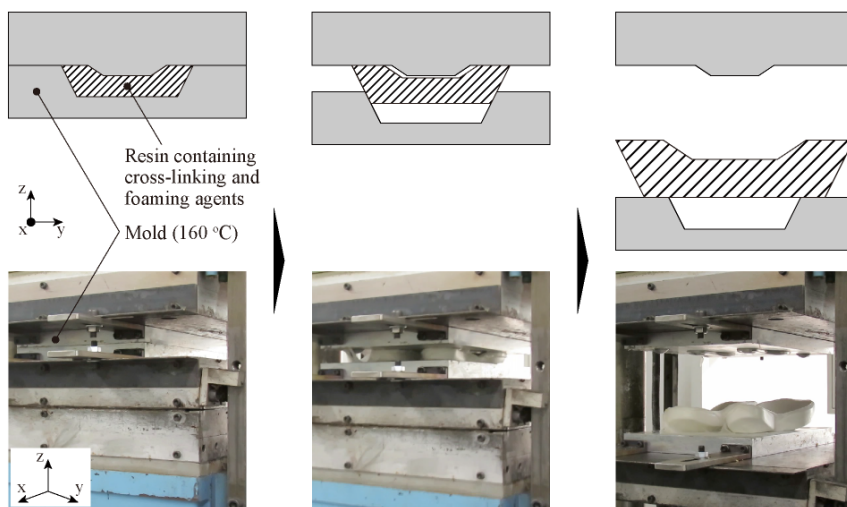 Resin containing
cross-linking and
foaming agents
Mold (160 °C)
z
x
y
z
x
y